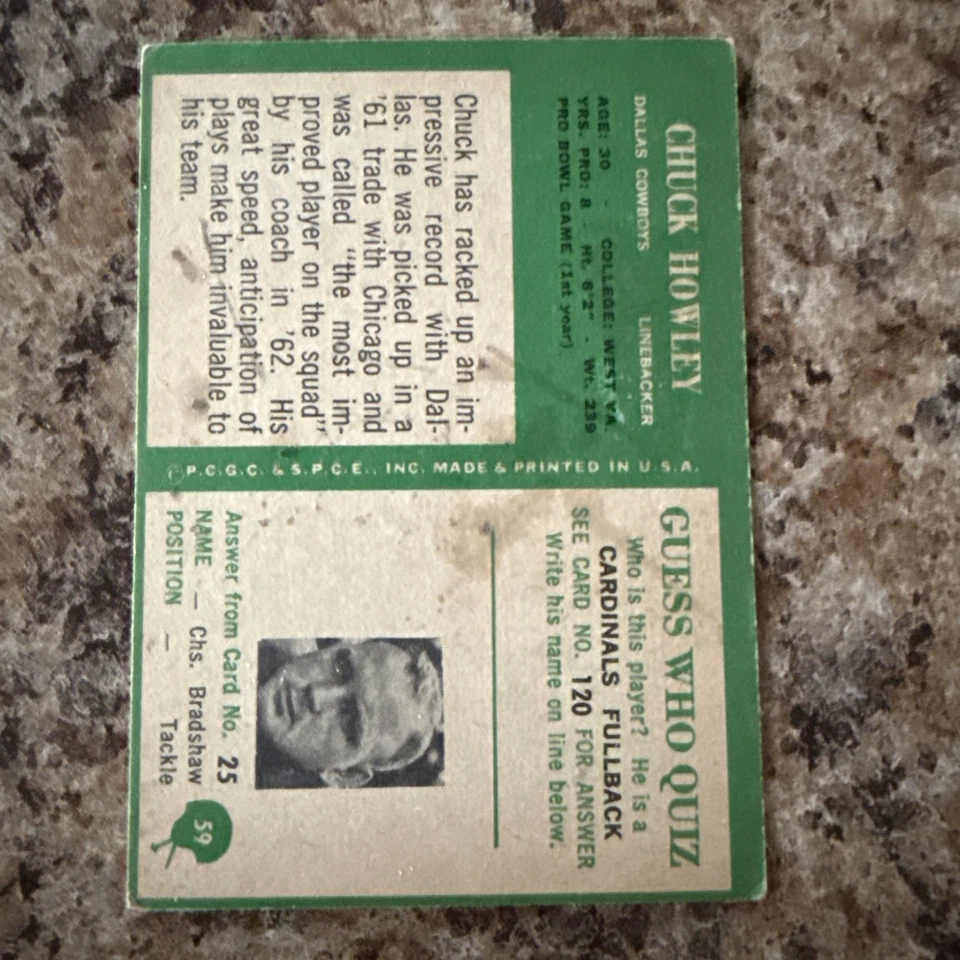 CHUCK HOWLEY
DALLAS COWBOYS LINEBACKER
AGE: 30 - COLLEGE: WEST VA.
YRS. PRO: 8 - Ht. 6'2" - Wt. 239
PRO BOWL GAME (1st year)
Chuck has racked up an im-
pressive record with Dal-
las. He was picked up in a
'61 trade with Chicago and
was called "the most im-
proved player on the squad"
by his coach in '62. His
great speed, anticipation of
plays make him invaluable to
his team.
©P.C.G.C. & S.P.C.E., INC. MADE & PRINTED IN U.S.A.
GUESS WHO QUIZ
Who is this player? He is a
CARDINALS FULLBACK
SEE CARD NO. 120 FOR ANSWER
Write his name on line below.
Answer from Card No. 25
NAME — Chs. Bradshaw
POSITION — Tackle
59